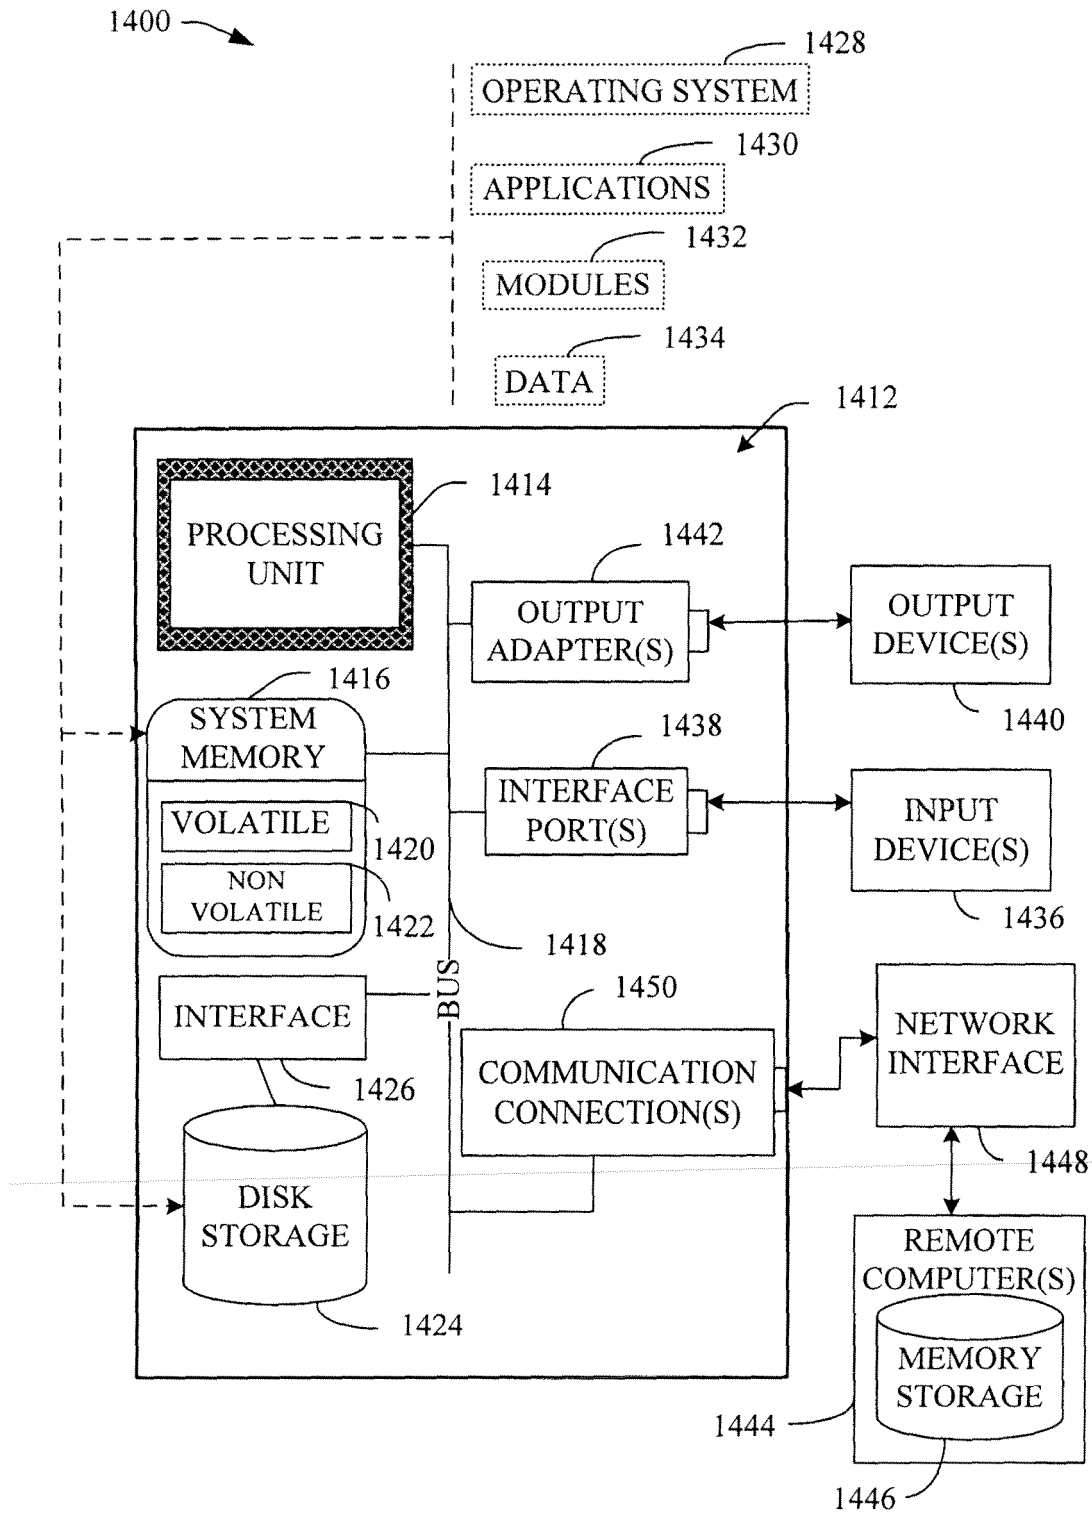 1400
1428
OPERATING SYSTEM
1430
APPLICATIONS
1432
MODULES
1434
DATA
1412
1414
PROCESSING
UNIT
1442
OUTPUT
ADAPTER(S)
OUTPUT
DEVICE(S)
1440
1416
SYSTEM
MEMORY
1438
INTERFACE
PORT(S)
INPUT
DEVICE(S)
1436
VOLATILE
1420
NON
VOLATILE
1422
1418
BUS
INTERFACE
1426
1450
COMMUNICATION
CONNECTION(S)
NETWORK
INTERFACE
1448
DISK
STORAGE
1424
REMOTE
COMPUTER(S)
MEMORY
STORAGE
1444
1446